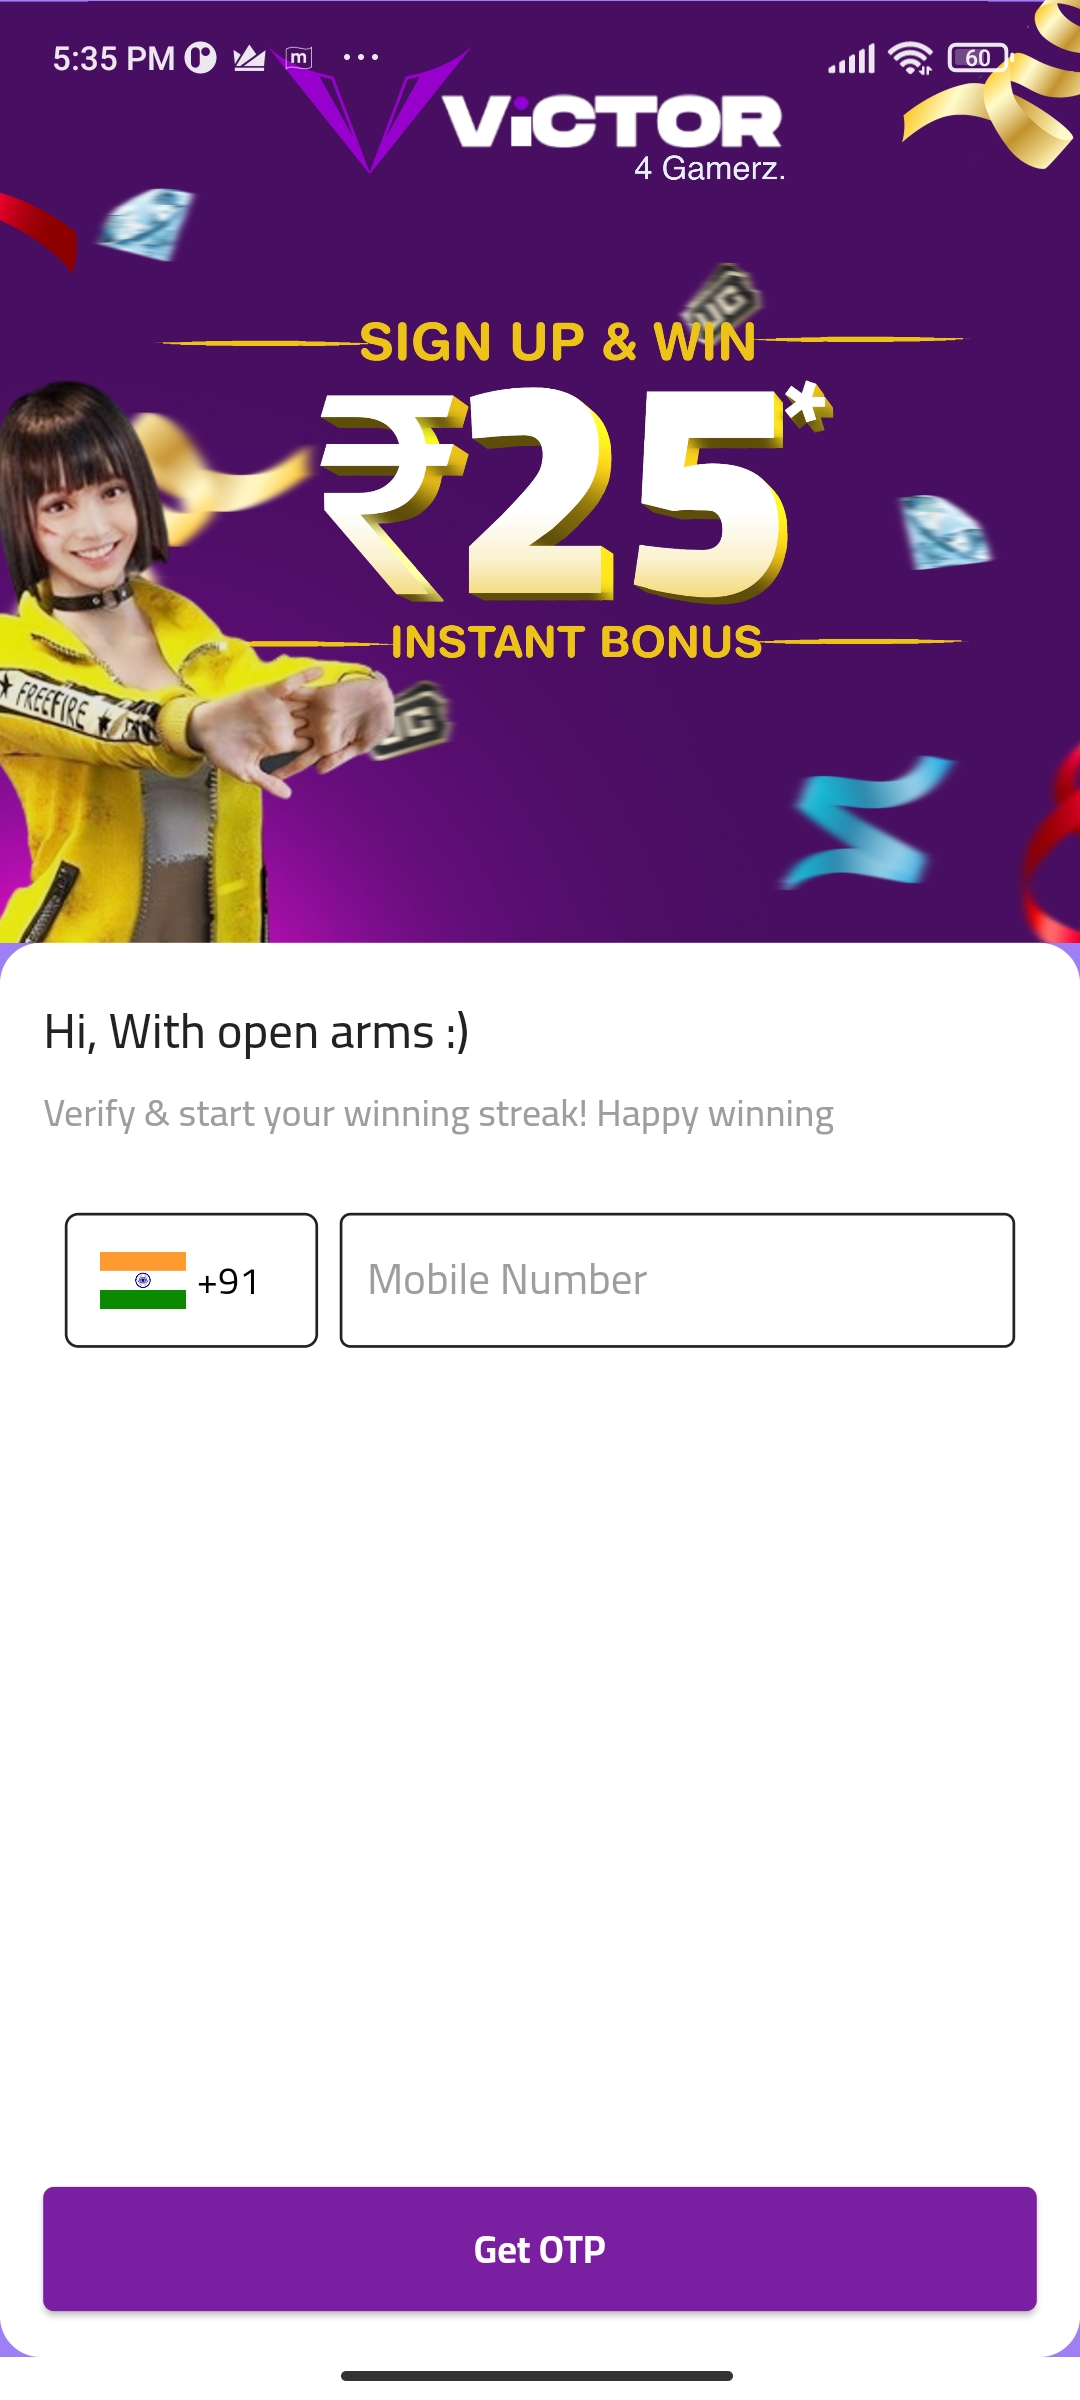 5:35 PM
m
60
ViCTOR
4 Gamerz.
SIGN UP & WIN
₹25*
INSTANT BONUS
FREEFIRE
Hi, With open arms :)
Verify & start your winning streak! Happy winning
+91
Mobile Number
Get OTP